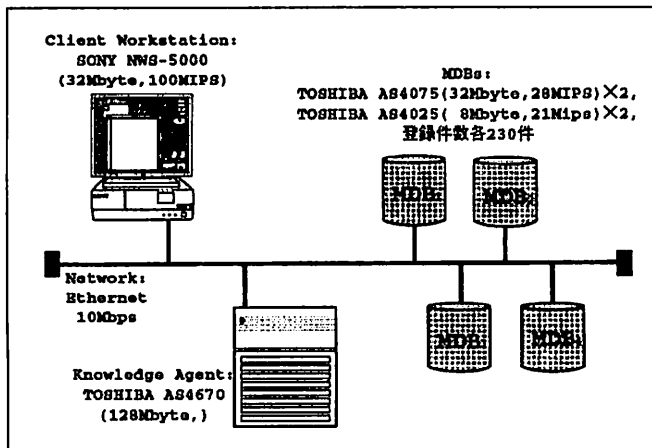 Client Workstation:
SONY NWS-5000
(32Mbyte,100MIPS)
MDBs:
TOSHIBA AS4075(32Mbyte,28MIPS)×2,
TOSHIBA AS4025( 8Mbyte,21Mips)×2,
登録件数各230件
MDB
MDB
Network:
Ethernet
10Mbps
MDB
MDB
Knowledge Agent:
TOSHIBA AS4670
(128Mbyte,)